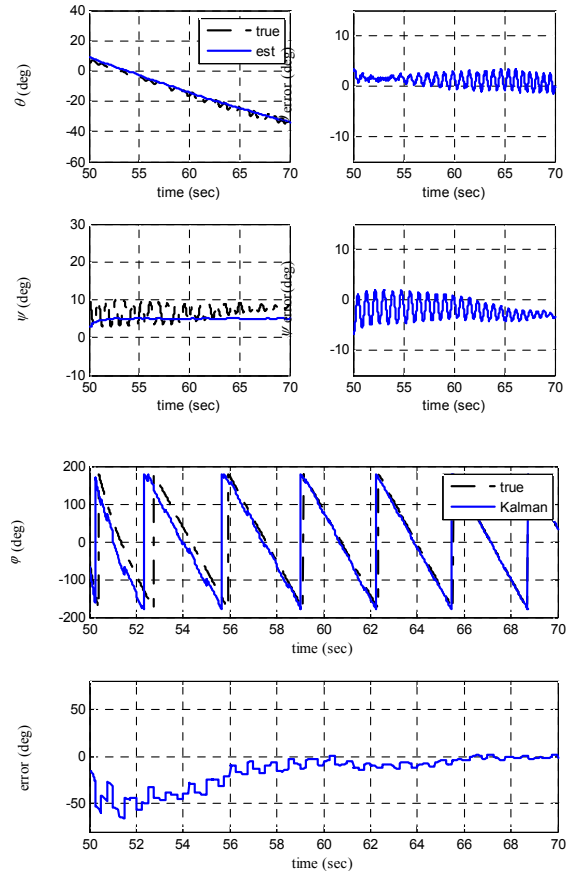 40
20
0
-20
-40
-60
θ (deg)
true
est
50 55 60 65 70
time (sec)
10
0
-10
error (deg)
50 55 60 65 70
time (sec)
30
20
10
0
-10
ψ (deg)
50 55 60 65 70
time (sec)
10
0
-10
ψ error(deg)
50 55 60 65 70
time (sec)
200
100
0
-100
-200
φ (deg)
true
Kalman
50 52 54 56 58 60 62 64 66 68 70
time (sec)
50
0
-50
error (deg)
50 52 54 56 58 60 62 64 66 68 70
time (sec)